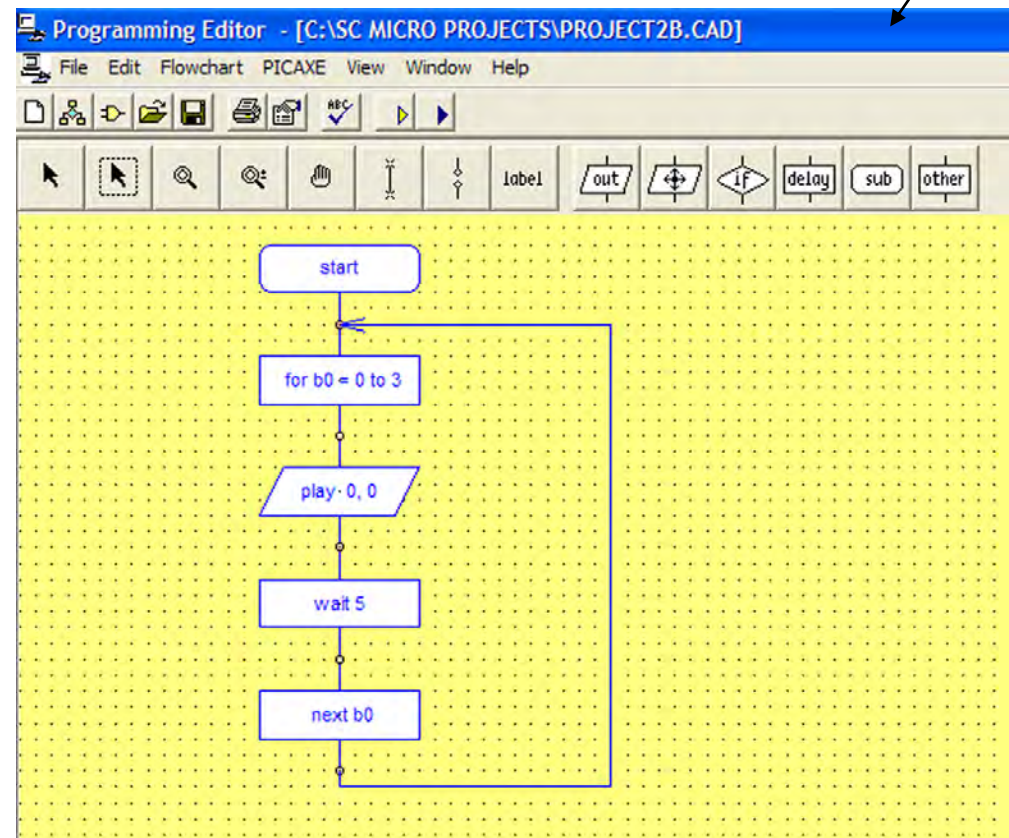 Programming Editor - [C:\SC MICRO PROJECTS\PROJECT2B.CAD]
File Edit Flowchart PICAXE View Window Help
ABC
label out if delay sub other
start
for b0 = 0 to 3
play 0, 0
wait 5
next b0